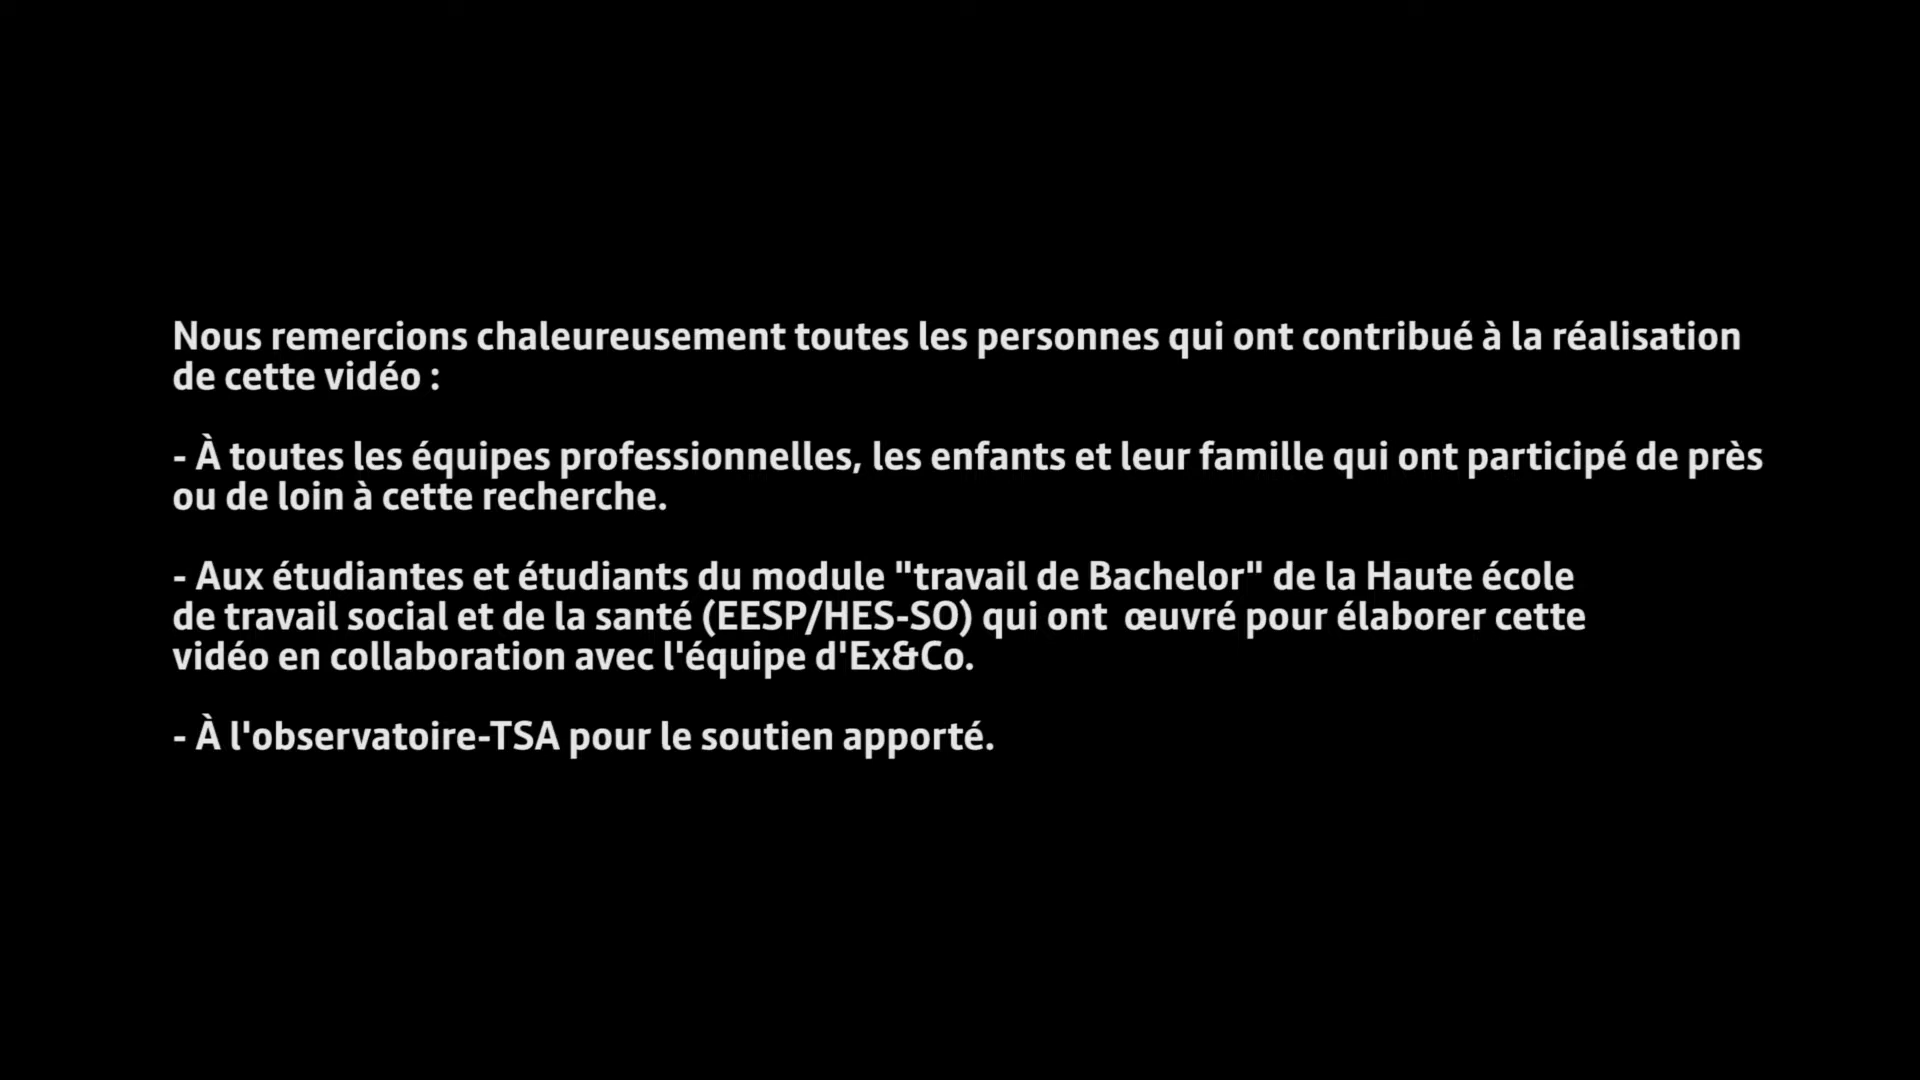 Nous remercions chaleureusement toutes les personnes qui ont contribué à la réalisation
de cette vidéo :
- À toutes les équipes professionnelles, les enfants et leur famille qui ont participé de près
ou de loin à cette recherche.
- Aux étudiantes et étudiants du module "travail de Bachelor" de la Haute école
de travail social et de la santé (EESP/HES-SO) qui ont  œuvré pour élaborer cette
vidéo en collaboration avec l'équipe d'Ex&Co.
- À l'observatoire-TSA pour le soutien apporté.